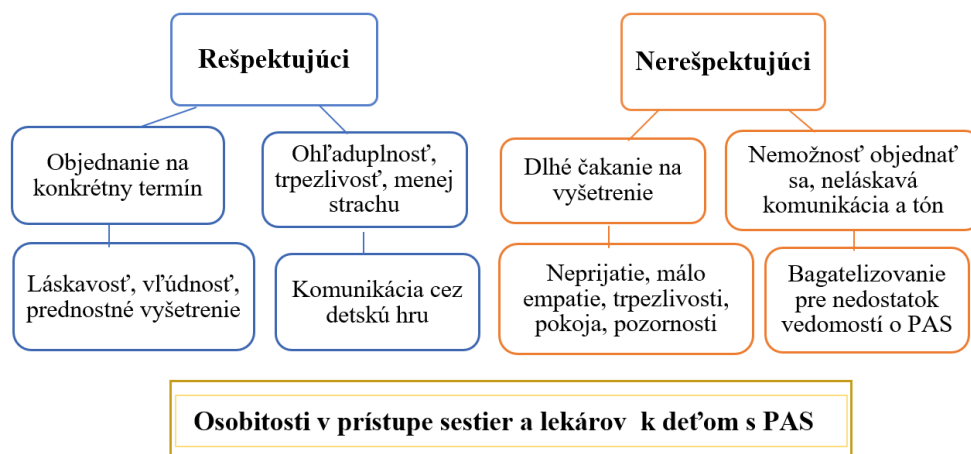 Rešpektujúci
Nerešpektujúci
Objednanie na
konkrétny termín
Ohľaduplnosť,
trpezlivosť, menej
strachu
Dlhé čakanie na
vyšetrenie
Nemožnosť objednať
sa, neláskavá
komunikácia a tón
Láskavosť, vľúdnosť,
prednostné vyšetrenie
Komunikácia cez
detskú hru
Neprijatie, málo
empatie, trpezlivosti,
pokoja, pozornosti
Bagatelizovanie
pre nedostatok
vedomostí o PAS
Osobitosti v prístupe sestier a lekárov k deťom s PAS